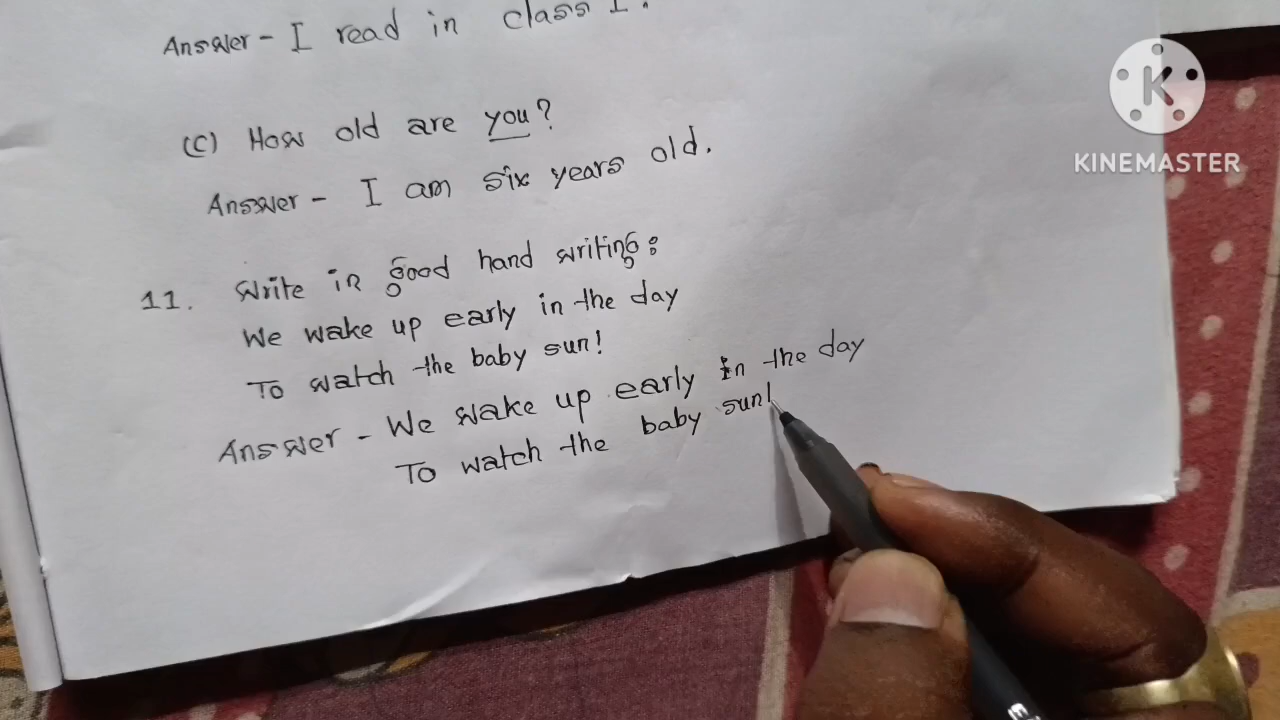 Answer - I read in class I.
(C) How old are you?
Answer - I am six years old.
11. Write in good hand writing:
We wake up early in the day
To watch the baby sun!
Answer - We wake up early in the day
To watch the baby sun!
KINEMASTER